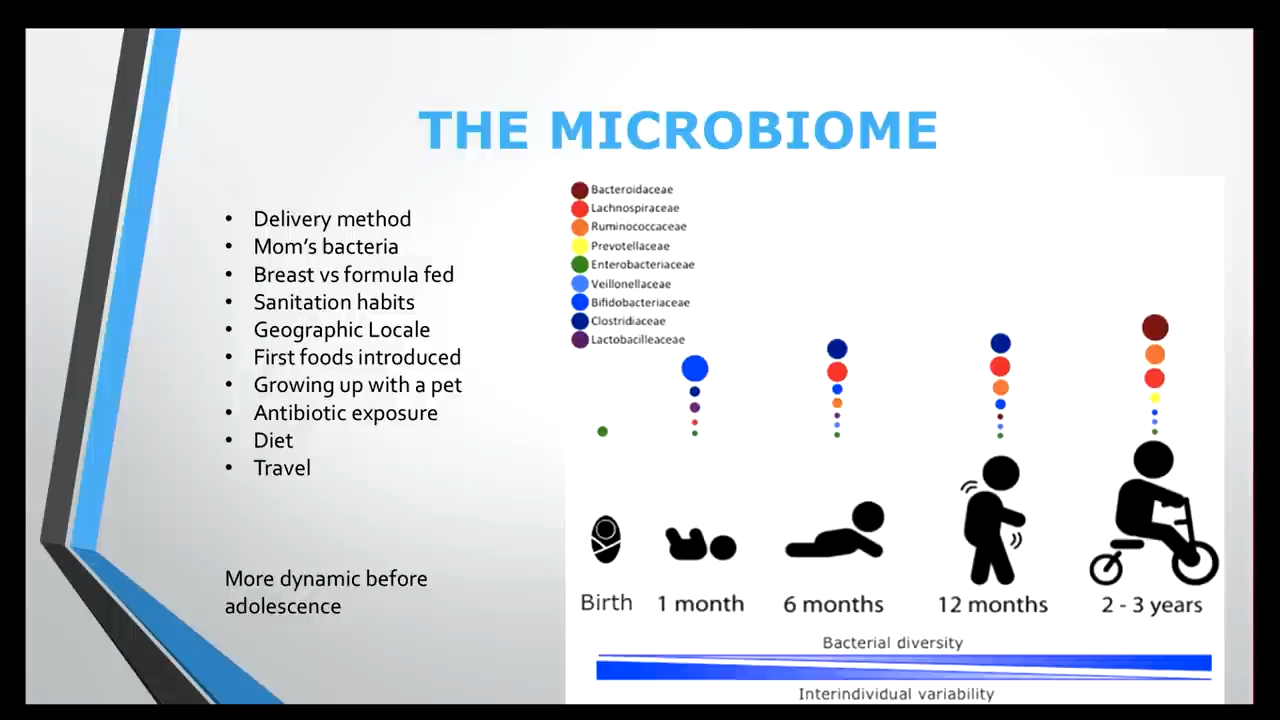 THE MICROBIOME
• Delivery method
• Mom's bacteria
• Breast vs formula fed
• Sanitation habits
• Geographic Locale
• First foods introduced
• Growing up with a pet
• Antibiotic exposure
• Diet
• Travel
More dynamic before
adolescence
Bacteroidaceae
Lachnospiraceae
Ruminococcaceae
Prevotellaceae
Enterobacteriaceae
Veillonellaceae
Bifidobacteriaceae
Clostridiaceae
Lactobacilleaceae
Birth 1 month 6 months 12 months 2 - 3 years
Bacterial diversity
Interindividual variability